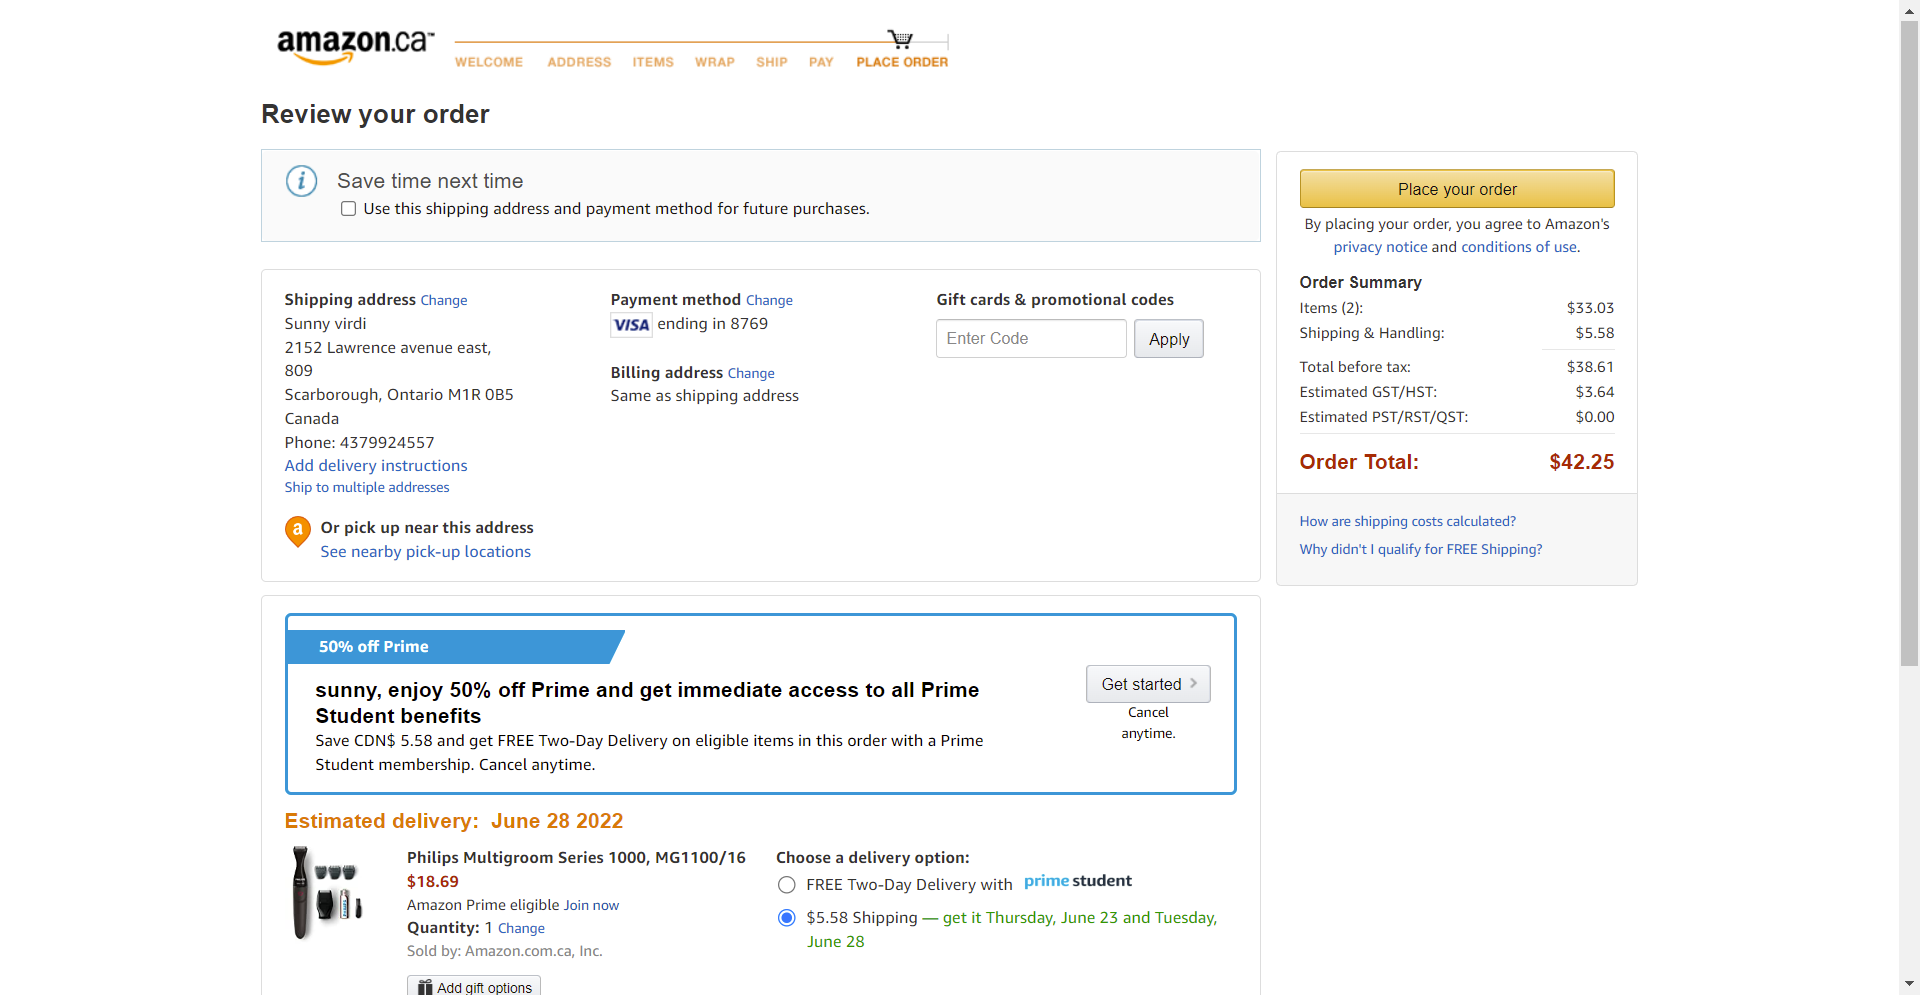 amazon.ca
WELCOME ADDRESS ITEMS WRAP SHIP PAY PLACE ORDER
Review your order
Save time next time
Use this shipping address and payment method for future purchases.
Shipping address Change
Sunny virdi
2152 Lawrence avenue east,
809
Scarborough, Ontario M1R 0B5
Canada
Phone: 4379924557
Add delivery instructions
Ship to multiple addresses
Or pick up near this address
See nearby pick-up locations
Payment method Change
VISA ending in 8769
Billing address Change
Same as shipping address
Gift cards & promotional codes
Enter Code Apply
Place your order
By placing your order, you agree to Amazon's
privacy notice and conditions of use.
Order Summary
Items (2): $33.03
Shipping & Handling: $5.58
Total before tax: $38.61
Estimated GST/HST: $3.64
Estimated PST/RST/QST: $0.00
Order Total: $42.25
How are shipping costs calculated?
Why didn't I qualify for FREE Shipping?
50% off Prime
sunny, enjoy 50% off Prime and get immediate access to all Prime
Student benefits
Save CDN$ 5.58 and get FREE Two-Day Delivery on eligible items in this order with a Prime
Student membership. Cancel anytime.
Get started
Cancel
anytime.
Estimated delivery: June 28 2022
Philips Multigroom Series 1000, MG1100/16
$18.69
Amazon Prime eligible Join now
Quantity: 1 Change
Sold by: Amazon.com.ca, Inc.
Add gift options
Choose a delivery option:
FREE Two-Day Delivery with prime student
$5.58 Shipping — get it Thursday, June 23 and Tuesday,
June 28